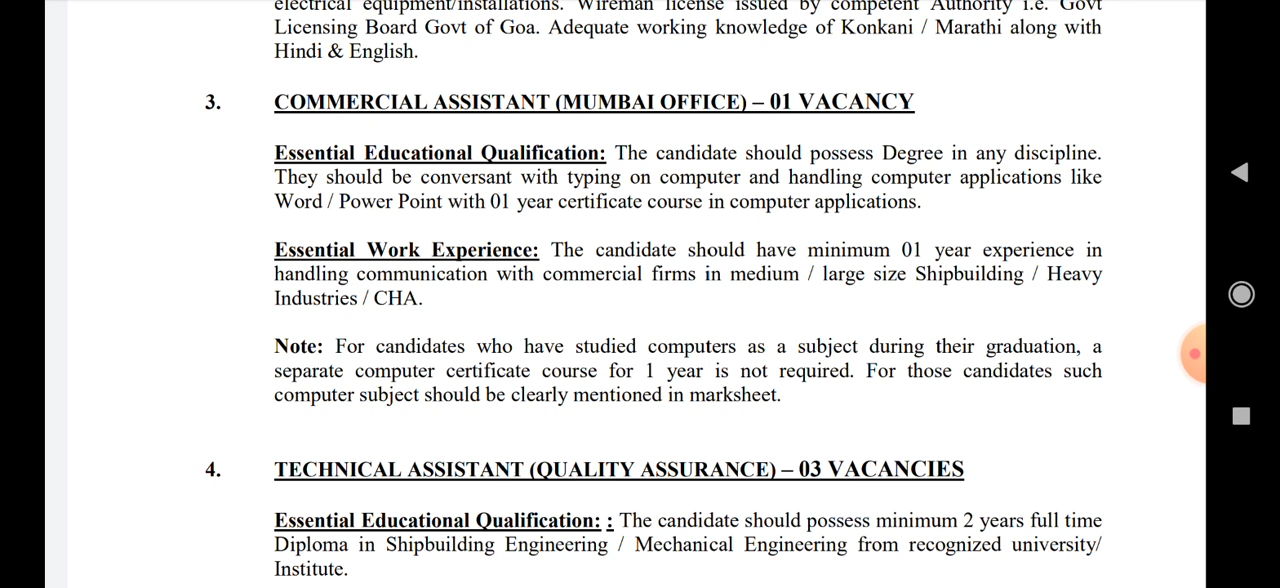 electrical equipment/installations. Wireman license issued by competent Authority i.e. Govt
Licensing Board Govt of Goa. Adequate working knowledge of Konkani / Marathi along with
Hindi & English.
3. COMMERCIAL ASSISTANT (MUMBAI OFFICE) – 01 VACANCY
Essential Educational Qualification: The candidate should possess Degree in any discipline.
They should be conversant with typing on computer and handling computer applications like
Word / Power Point with 01 year certificate course in computer applications.
Essential Work Experience: The candidate should have minimum 01 year experience in
handling communication with commercial firms in medium / large size Shipbuilding / Heavy
Industries / CHA.
Note: For candidates who have studied computers as a subject during their graduation, a
separate computer certificate course for 1 year is not required. For those candidates such
computer subject should be clearly mentioned in marksheet.
4. TECHNICAL ASSISTANT (QUALITY ASSURANCE) – 03 VACANCIES
Essential Educational Qualification: : The candidate should possess minimum 2 years full time
Diploma in Shipbuilding Engineering / Mechanical Engineering from recognized university/
Institute.